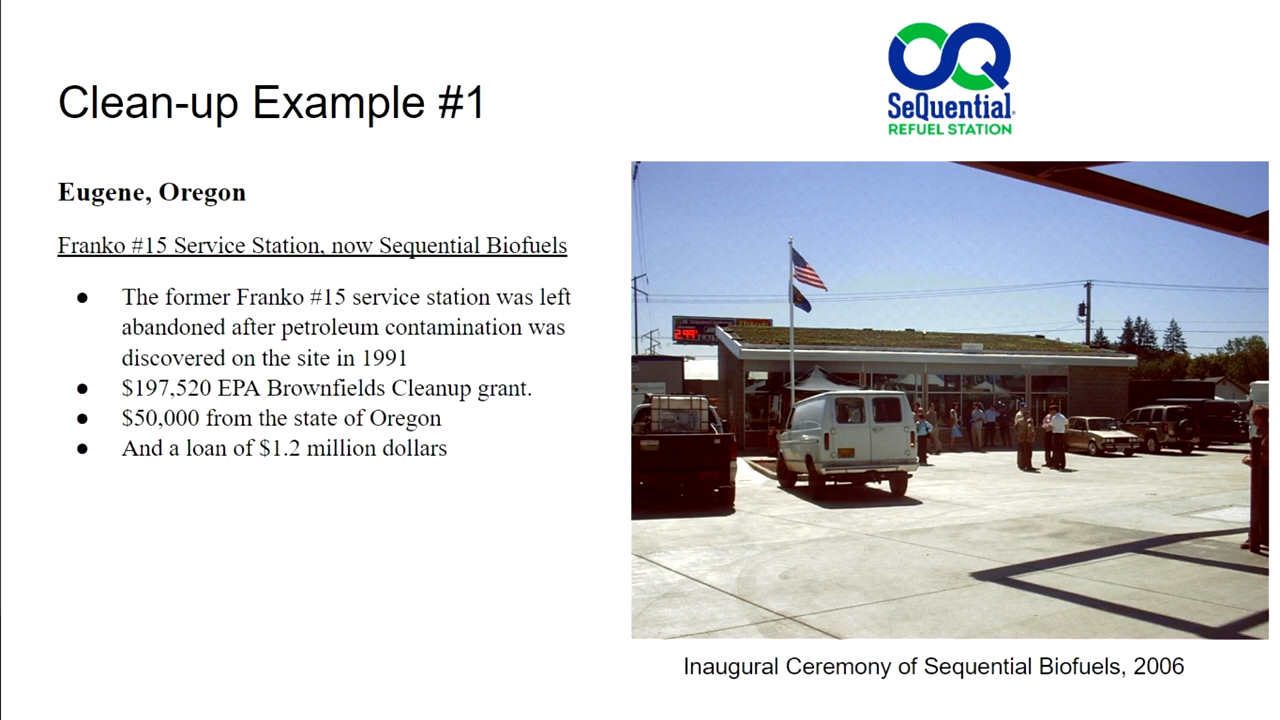 SeQuential
REFUEL STATION
Clean-up Example #1
Eugene, Oregon
Franko #15 Service Station, now Sequential Biofuels
● The former Franko #15 service station was left
abandoned after petroleum contamination was
discovered on the site in 1991
● $197,520 EPA Brownfields Cleanup grant.
● $50,000 from the state of Oregon
● And a loan of $1.2 million dollars
2.99
Inaugural Ceremony of Sequential Biofuels, 2006